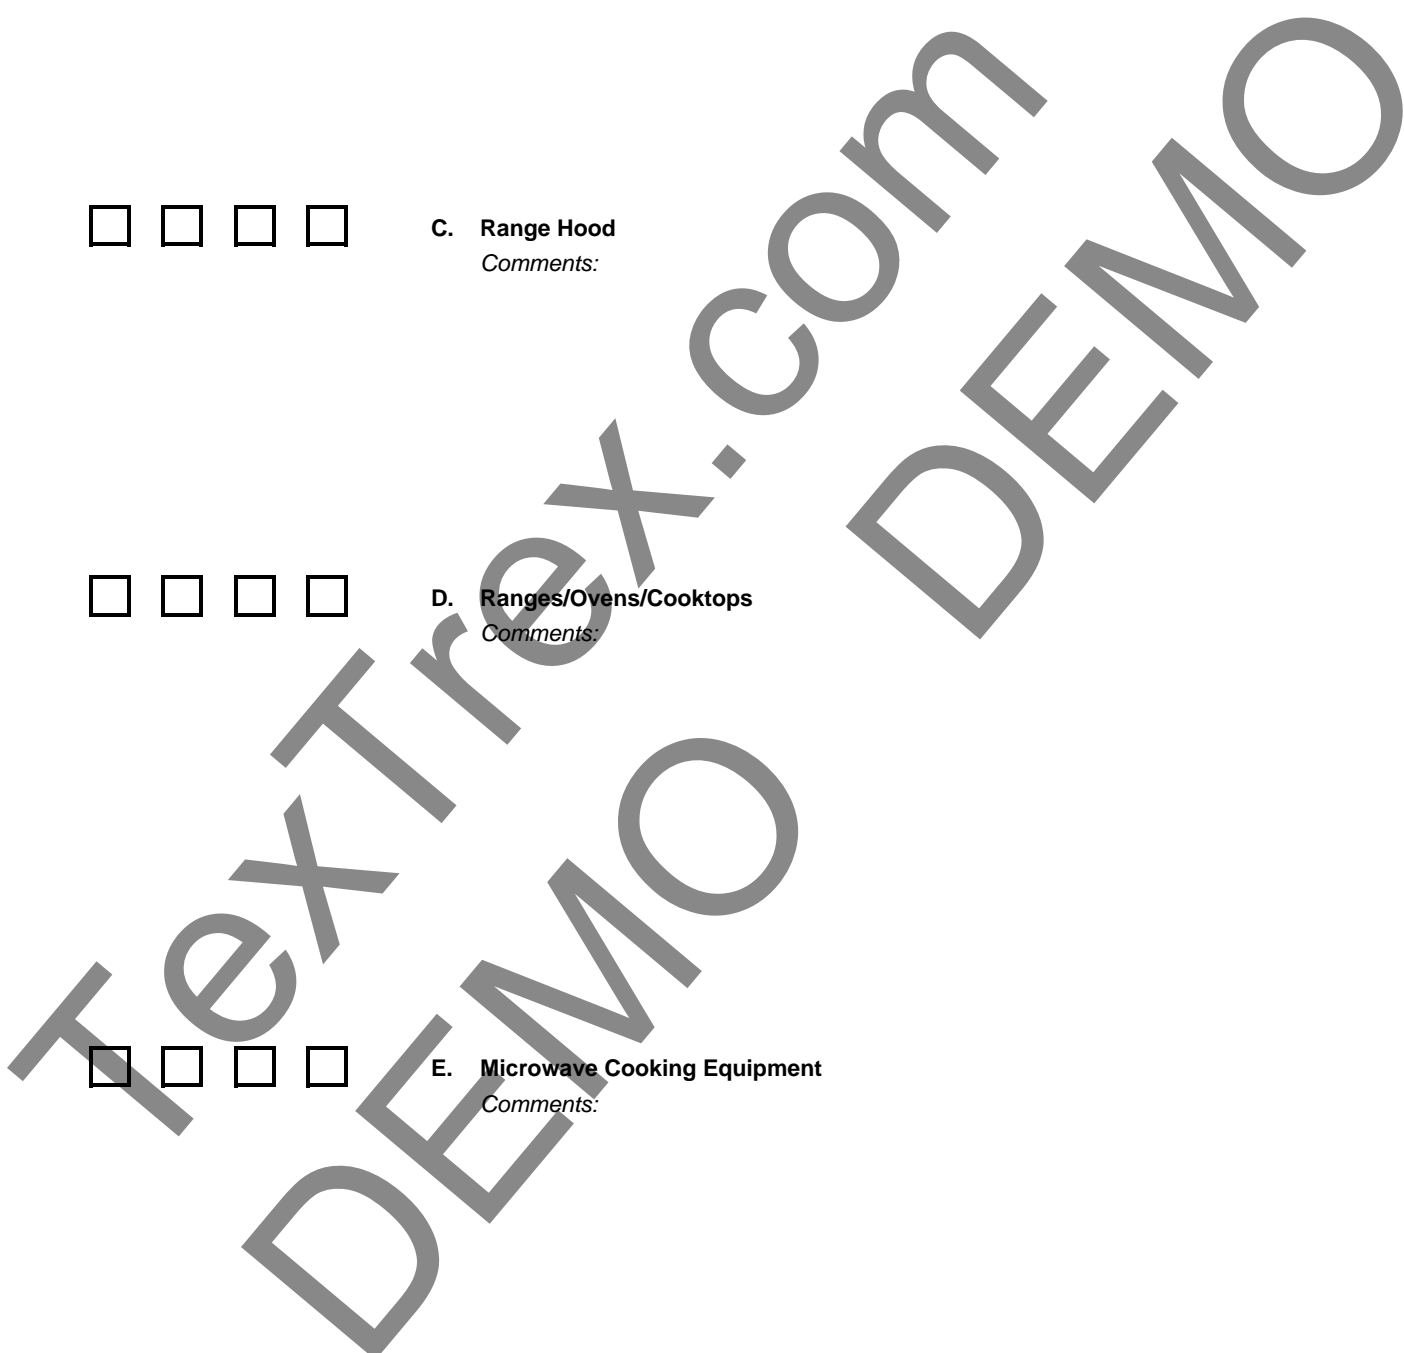 C. Range Hood
Comments:
D. Ranges/Ovens/Cooktops
Comments:
E. Microwave Cooking Equipment
Comments:
TexTrex.com
DEMO
DEMO